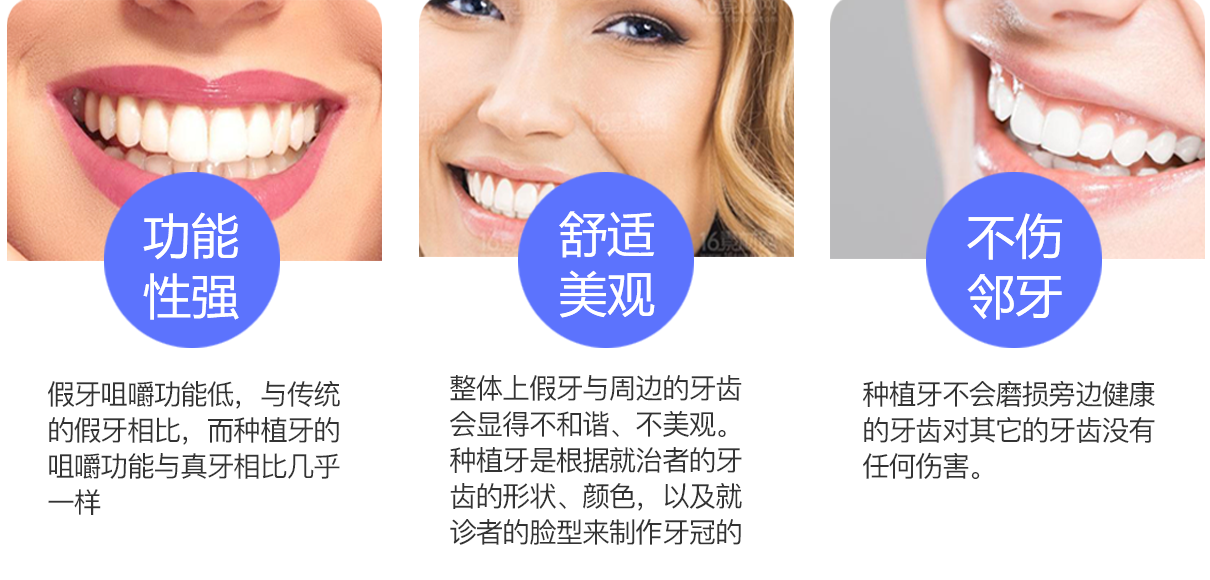 功能
性强
假牙咀嚼功能低，与传统
的假牙相比，而种植牙的
咀嚼功能与真牙相比几乎
一样
舒适
美观
整体上假牙与周边的牙齿
会显得不和谐、不美观。
种植牙是根据就治者的牙
齿的形状、颜色，以及就
诊者的脸型来制作牙冠的
不伤
邻牙
种植牙不会磨损旁边健康
的牙齿对其它的牙齿没有
任何伤害。